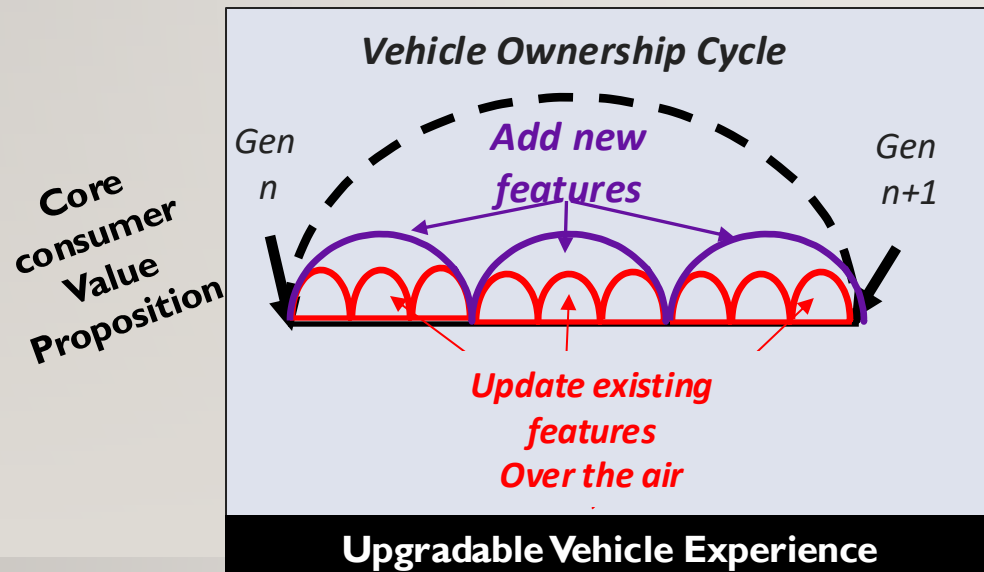 Core
consumer
Value
Proposition
Vehicle Ownership Cycle
Gen
n
Add new
features
Gen
n+1
Update existing
features
Over the air
Upgradable Vehicle Experience